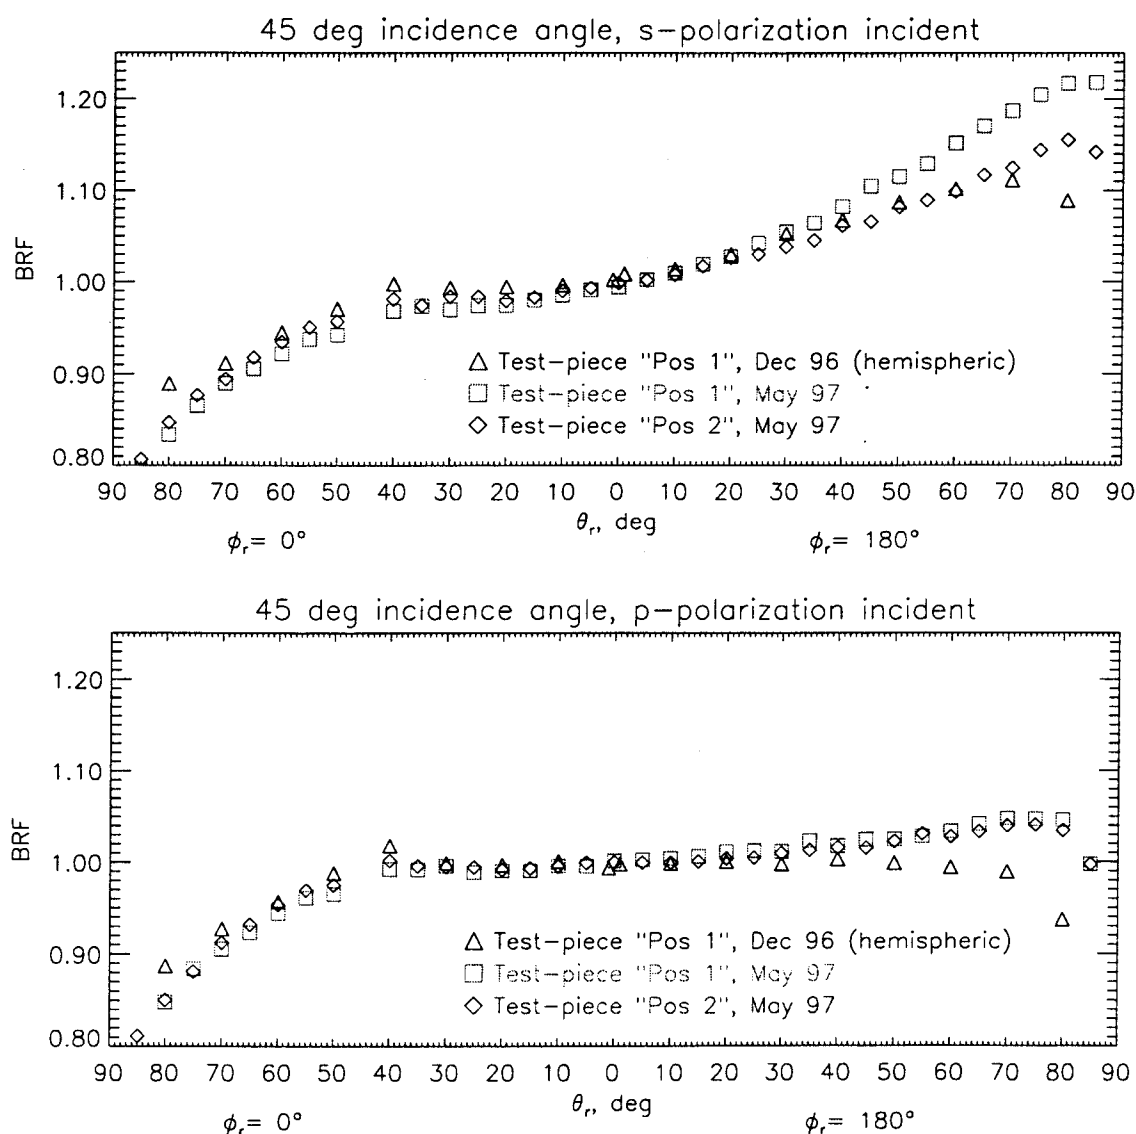 45 deg incidence angle, s-polarization incident
1.20
1.10
1.00
0.90
0.80
BRF
△ Test-piece "Pos 1", Dec 96 (hemispheric)
□ Test-piece "Pos 1", May 97
◇ Test-piece "Pos 2", May 97
90 80 70 60 50 40 30 20 10 0 10 20 30 40 50 60 70 80 90
θr, deg
ϕr= 0° ϕr= 180°
45 deg incidence angle, p-polarization incident
1.20
1.10
1.00
0.90
0.80
BRF
△ Test-piece "Pos 1", Dec 96 (hemispheric)
□ Test-piece "Pos 1", May 97
◇ Test-piece "Pos 2", May 97
90 80 70 60 50 40 30 20 10 0 10 20 30 40 50 60 70 80 90
θr, deg
ϕr= 0° ϕr= 180°